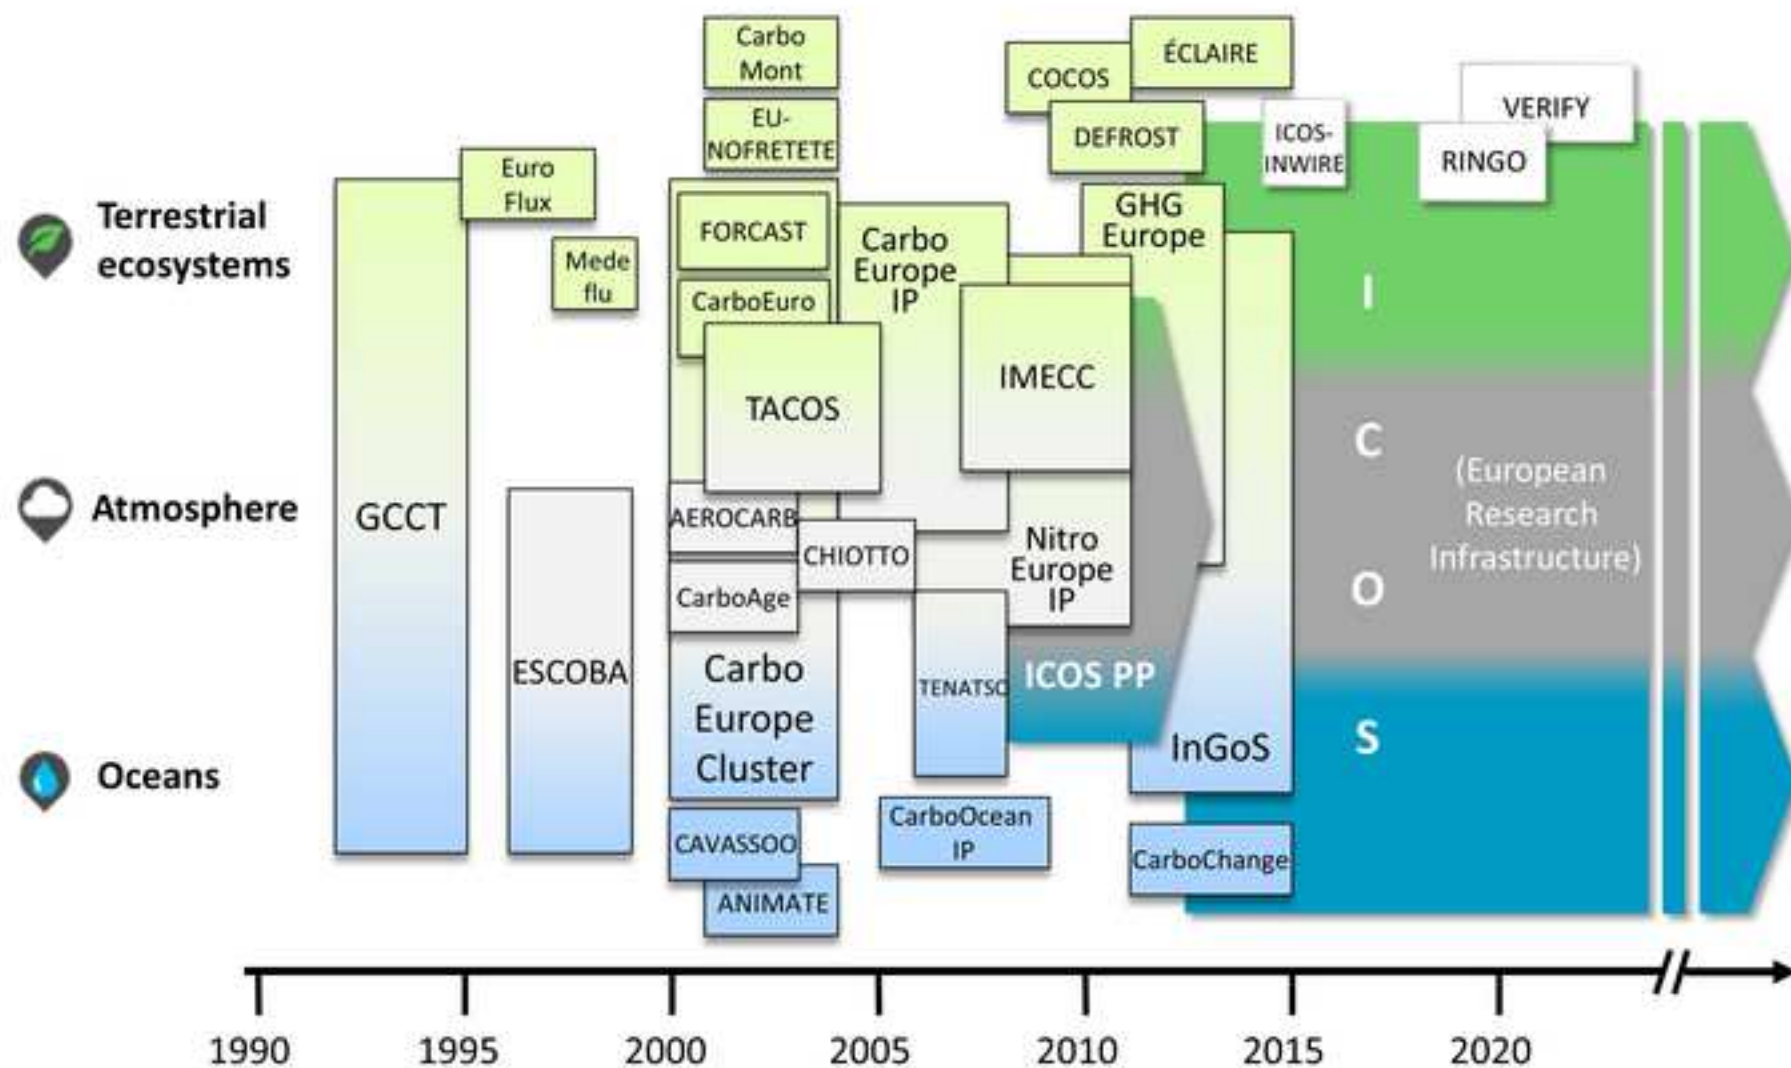 Carbo
Mont
EU-
NOFRETETE
COCOS
ÉCLAIRE
DEFROST
ICOS-
INWIRE
VERIFY
RINGO
Euro
Flux
Terrestrial
ecosystems
Mede
flu
FORCAST
CarboEuro
Carbo
Europe
IP
GHG
Europe
I
TACOS
IMECC
C
(European
Research
Infrastructure)
Atmosphere
GCCT
AEROCARB
CHIOTTO
Nitro
Europe
IP
O
CarboAge
ESCOBA
Carbo
Europe
Cluster
TENATSO
ICOS PP
InGoS
S
Oceans
CAVASSOO
ANIMATE
CarboOcean
IP
CarboChange
1990
1995
2000
2005
2010
2015
2020